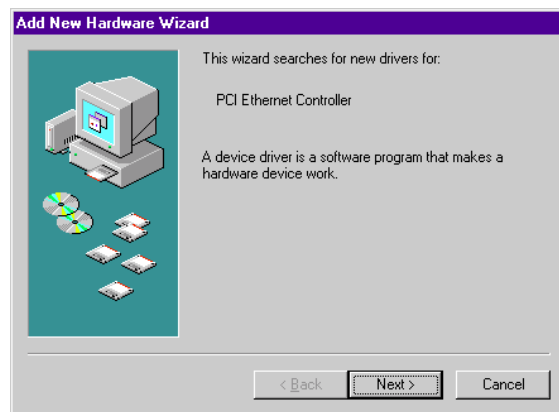 Add New Hardware Wizard
This wizard searches for new drivers for:
PCI Ethernet Controller
A device driver is a software program that makes a
hardware device work.
< Back
Next >
Cancel